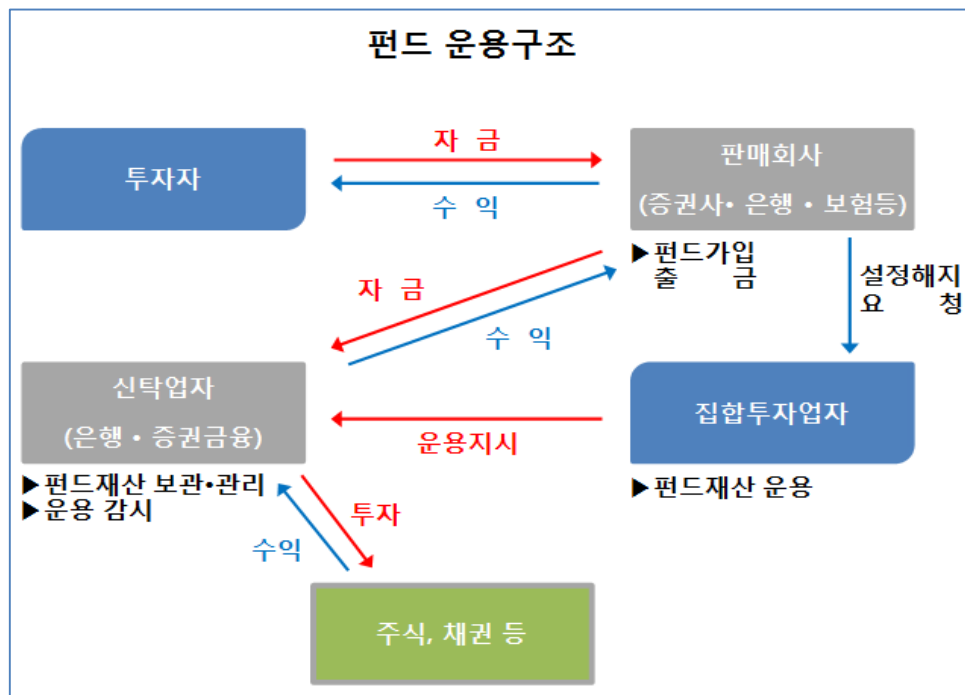 펀드 운용구조
자 금
투자자
수 익
판매회사
(증권사• 은행 • 보험등)
▶펀드가입
출 금
설정해지
요 청
자 금
수 익
신탁업자
(은행 • 증권금융)
운용지시
집합투자업자
▶펀드재산 보관•관리
▶운용 감시
▶펀드재산 운용
투자
수익
주식, 채권 등